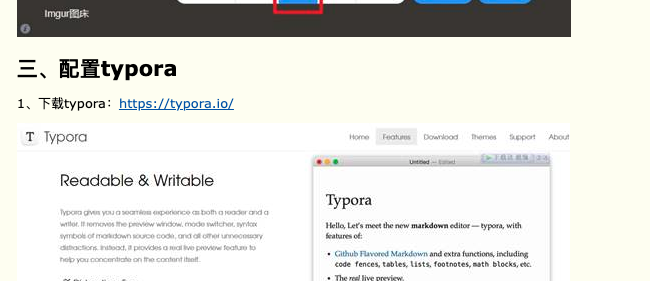 Imgur图床
三、配置typora
1、下载typora：https://typora.io/
T Typora
Home Features Download Themes Support About
Untitled — Edited
Readable & Writable
Typora gives you a seamless experience as both a reader and a
writer. It removes the preview window, mode switcher, syntax
symbols of markdown source code, and all other unnecessary
distractions. Instead, it provides a real live preview feature to
help you concentrate on the content itself.
Typora
Hello, Let's meet the new markdown editor — typora, with
features of:
• Github Flavored Markdown and extra functions, including
code fences, tables, lists, footnotes, math blocks, etc.
• The real live preview.